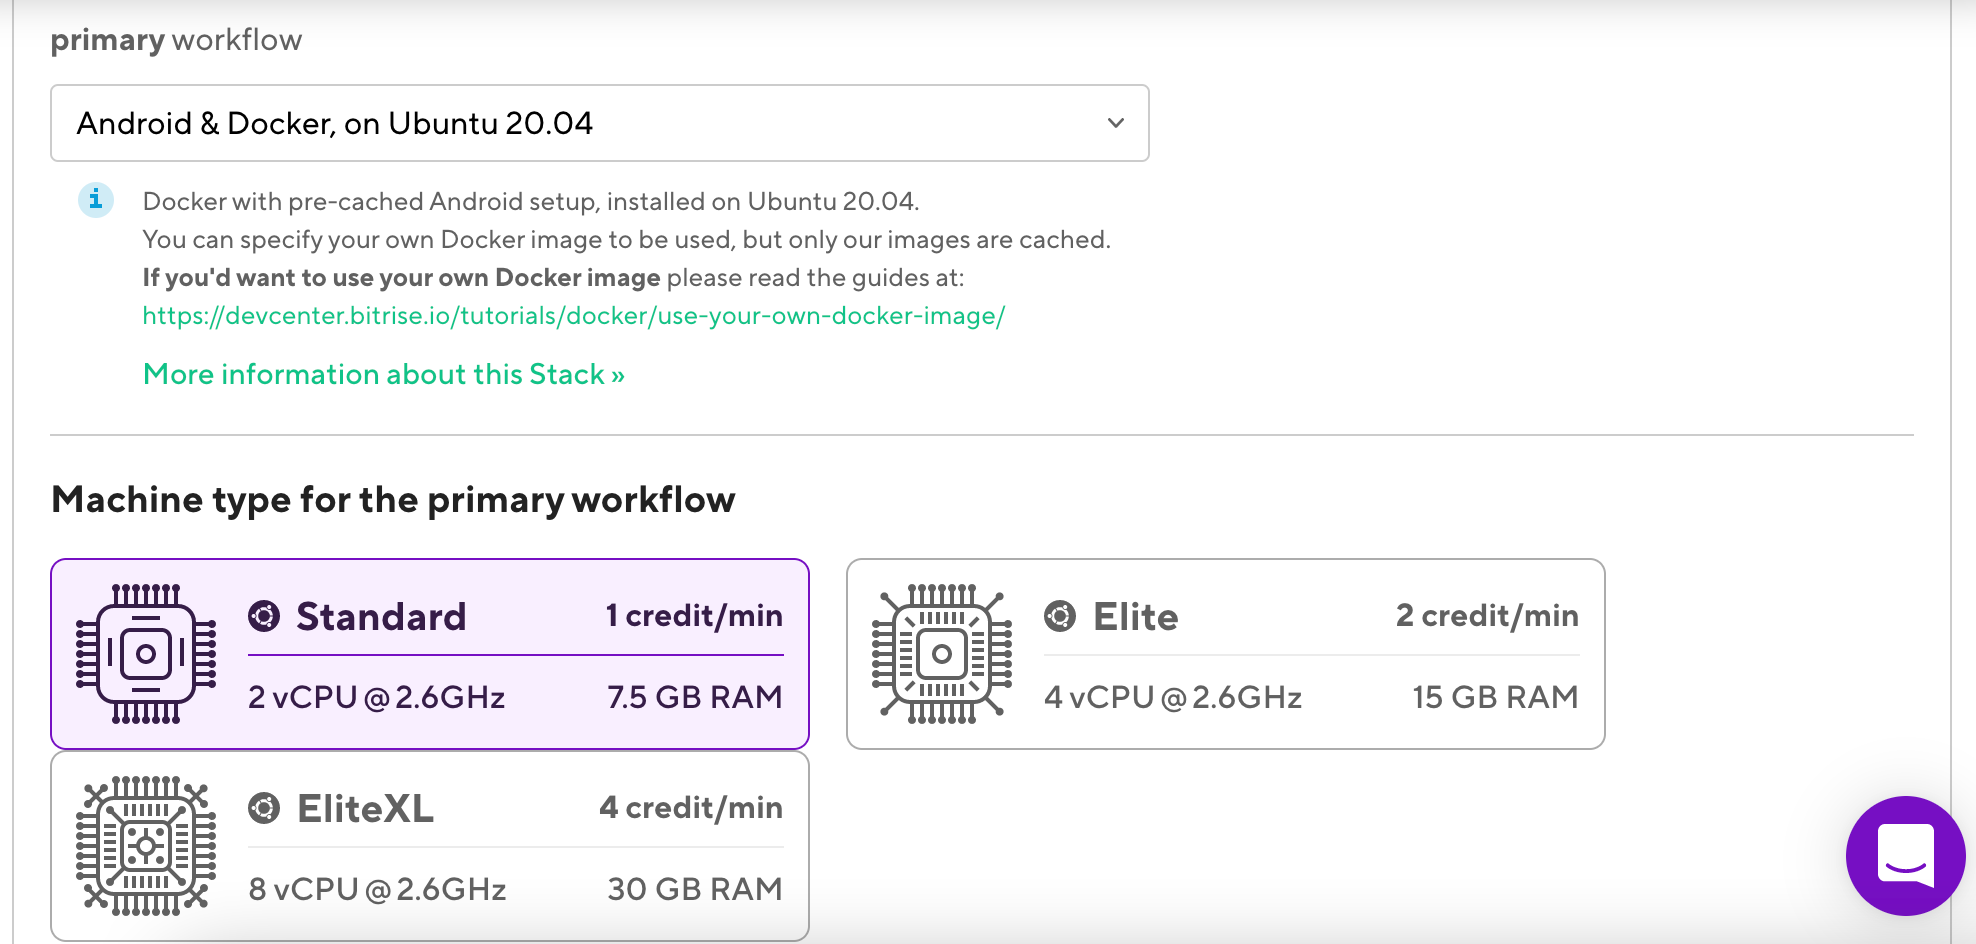 primary workflow
Android & Docker, on Ubuntu 20.04
Docker with pre-cached Android setup, installed on Ubuntu 20.04.
You can specify your own Docker image to be used, but only our images are cached.
If you'd want to use your own Docker image please read the guides at:
https://devcenter.bitrise.io/tutorials/docker/use-your-own-docker-image/
More information about this Stack »
Machine type for the primary workflow
Standard 1 credit/min
2 vCPU @ 2.6GHz 7.5 GB RAM
Elite 2 credit/min
4 vCPU @ 2.6GHz 15 GB RAM
EliteXL 4 credit/min
8 vCPU @ 2.6GHz 30 GB RAM